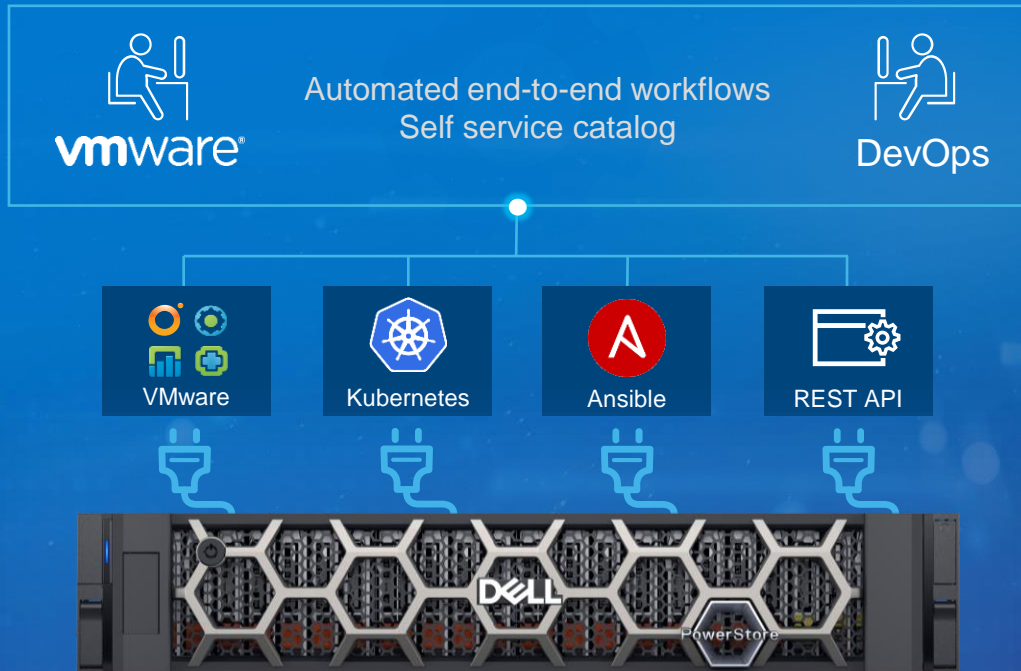 Automated end-to-end workflows
Self service catalog
vmware®
DevOps
VMware
Kubernetes
Ansible
REST API
DELL
PowerStore